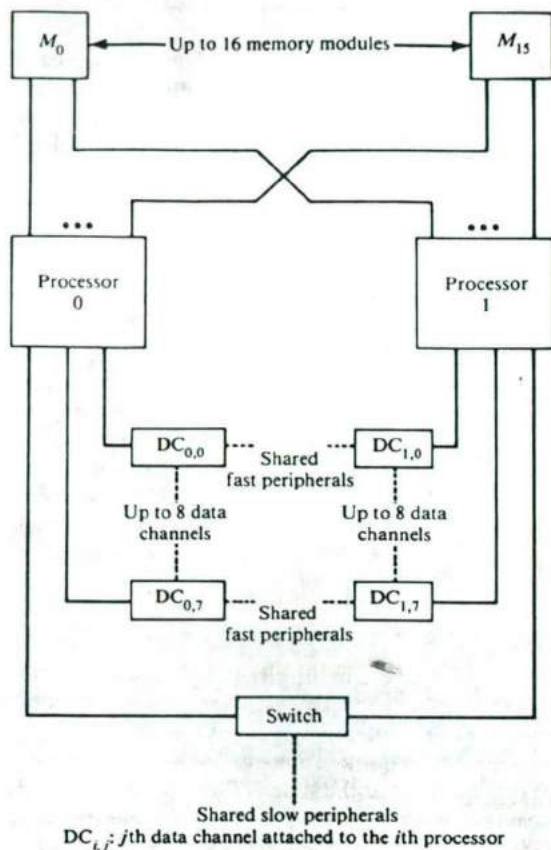 M0 Up to 16 memory modules M15
... ...
Processor
0
Processor
1
DC0,0 DC1,0
Shared
fast peripherals
Up to 8 data
channels
Up to 8 data
channels
DC0,7 DC1,7
Shared
fast peripherals
Switch
Shared slow peripherals
DCi, j: jth data channel attached to the ith processor